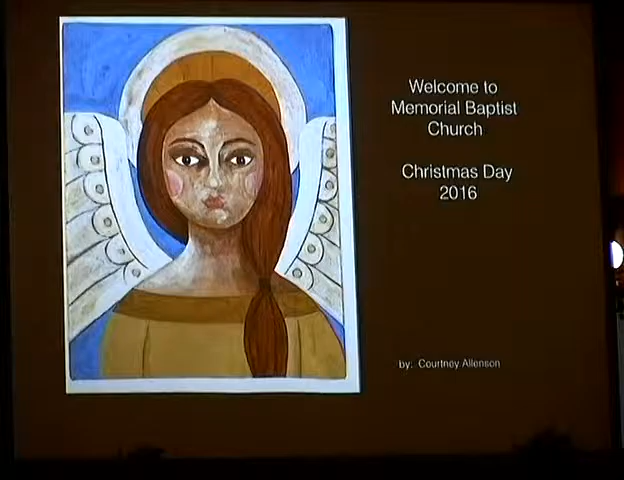 Welcome to
Memorial Baptist
Church
Christmas Day
2016
by: Courtney Allenson